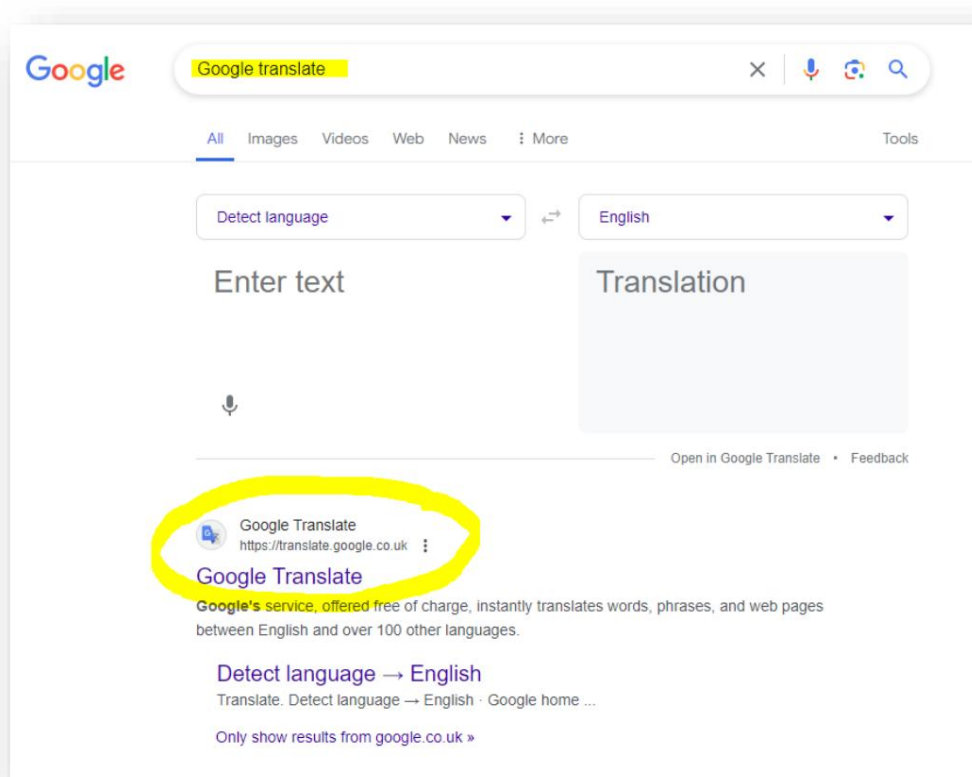 Google
Google translate
All Images Videos Web News More Tools
Detect language English
Enter text Translation
Open in Google Translate • Feedback
Google Translate
https://translate.google.co.uk
Google Translate
Google's service, offered free of charge, instantly translates words, phrases, and web pages
between English and over 100 other languages.
Detect language → English
Translate. Detect language → English · Google home ...
Only show results from google.co.uk »